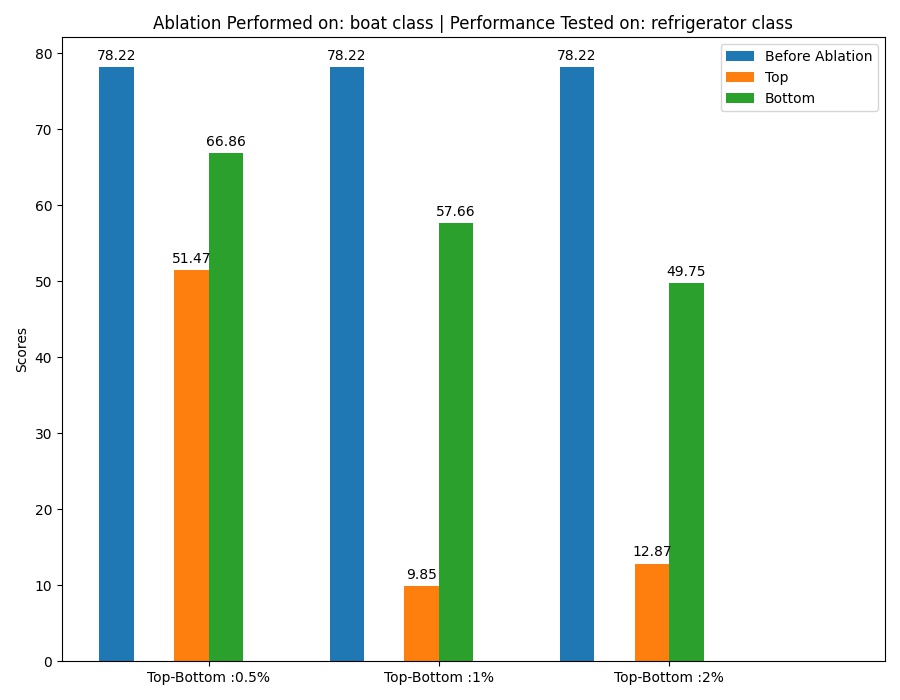 Ablation Performed on: boat class | Performance Tested on: refrigerator class
80
70
60
50
40
30
20
10
0
Scores
78.22
51.47
66.86
78.22
9.85
57.66
78.22
12.87
49.75
Before Ablation
Top
Bottom
Top-Bottom :0.5%
Top-Bottom :1%
Top-Bottom :2%